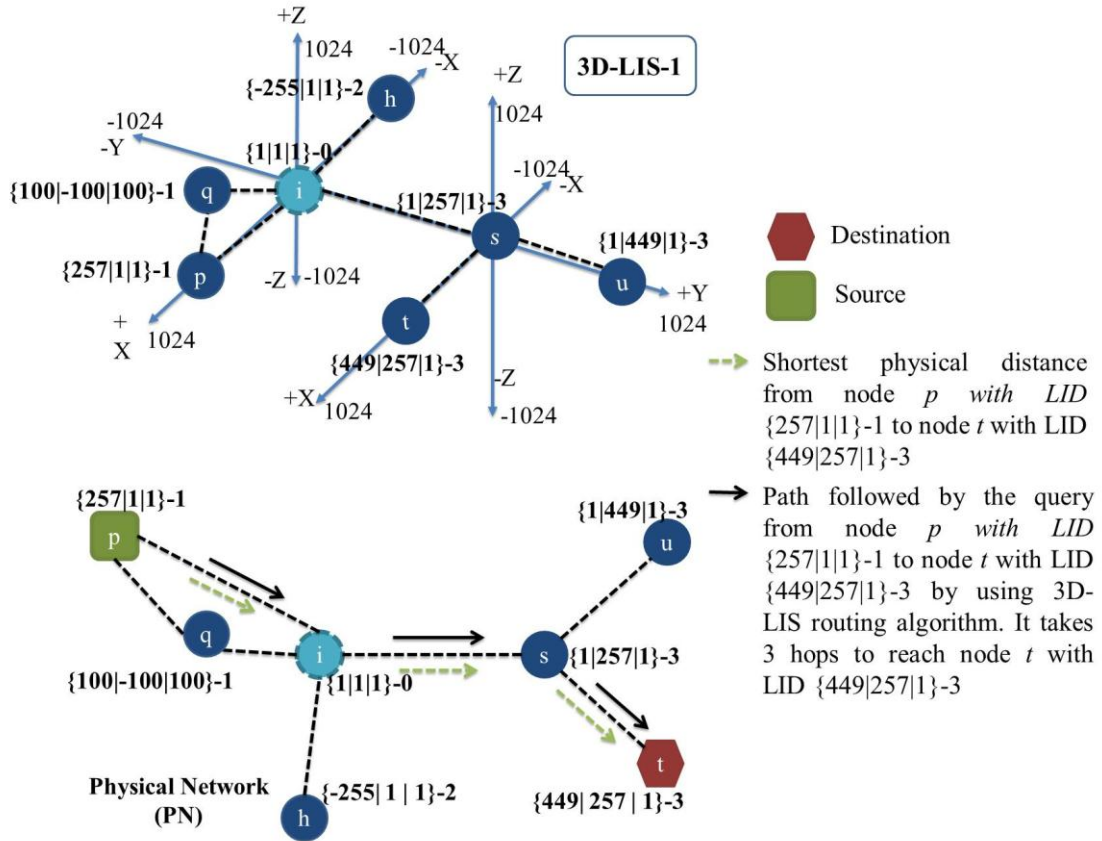 +Z
1024
-1024
-X
3D-LIS-1
{-255|1|1}-2
h
+Z
1024
-1024
-Y
{1|1|1}-0
i
-1024
-X
{100|-100|100}-1
q
{1|257|1}-3
s
{1|449|1}-3
u
{257|1|1}-1
p
-Z
-1024
+Y
1024
+
X
1024
t
{449|257|1}-3
+X
1024
-Z
-1024
Destination
Source
Shortest physical distance
from node p with LID
{257|1|1}-1 to node t with LID
{449|257|1}-3
Path followed by the query
from node p with LID
{257|1|1}-1 to node t with LID
{449|257|1}-3 by using 3D-
LIS routing algorithm. It takes
3 hops to reach node t with
LID {449|257|1}-3
{257|1|1}-1
p
{1|449|1}-3
u
q
{100|-100|100}-1
i
{1|1|1}-0
s
{1|257|1}-3
t
{449| 257 | 1}-3
Physical Network
(PN)
{-255| 1 | 1}-2
h